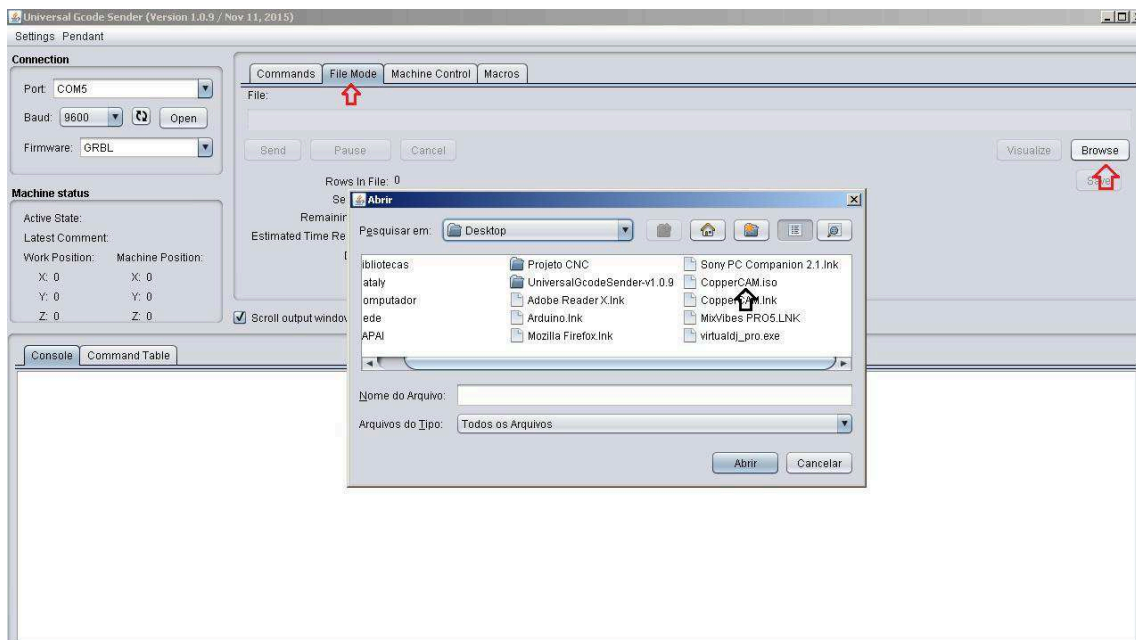 Universal Gcode Sender (Version 1.0.9 / Nov 11, 2015)
Settings Pendant
Connection
Port: COM5
Baud: 9600 Open
Firmware: GRBL
Machine status
Active State:
Latest Comment:
Work Position: Machine Position:
X: 0 X: 0
Y: 0 Y: 0
Z: 0 Z: 0
Commands File Mode Machine Control Macros
File:
Send Pause Cancel Visualize Browse
Rows In File: 0
Se
Remainin
Estimated Time Re
Scroll output window
Abrir
Pesquisar em: Desktop
ibliotecas Projeto CNC Sony PC Companion 2.1.lnk
ataly UniversalGcodeSender-v1.0.9 CopperCAM.iso
omputador Adobe Reader X.lnk CopperCAM.lnk
ede Arduino.lnk MixVibes PRO5.LNK
APAI Mozilla Firefox.lnk virtualdj_pro.exe
Nome do Arquivo:
Arquivos do Tipo: Todos os Arquivos
Abrir Cancelar
Console Command Table